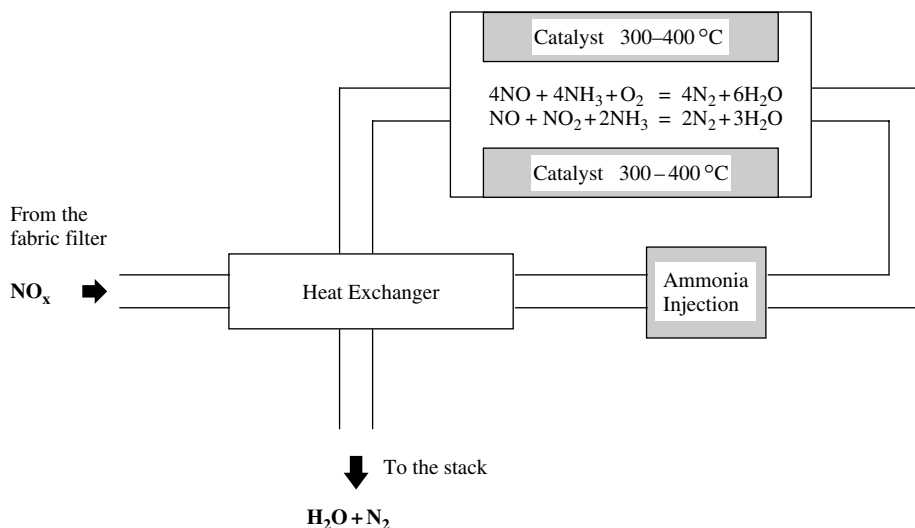 Catalyst 300–400 °C
4NO + 4NH₃+O₂ = 4N₂+6H₂O
NO + NO₂+2NH₃ = 2N₂+3H₂O
Catalyst 300–400 °C
From the
fabric filter
NOₓ
Heat Exchanger
Ammonia
Injection
To the stack
H₂O+N₂